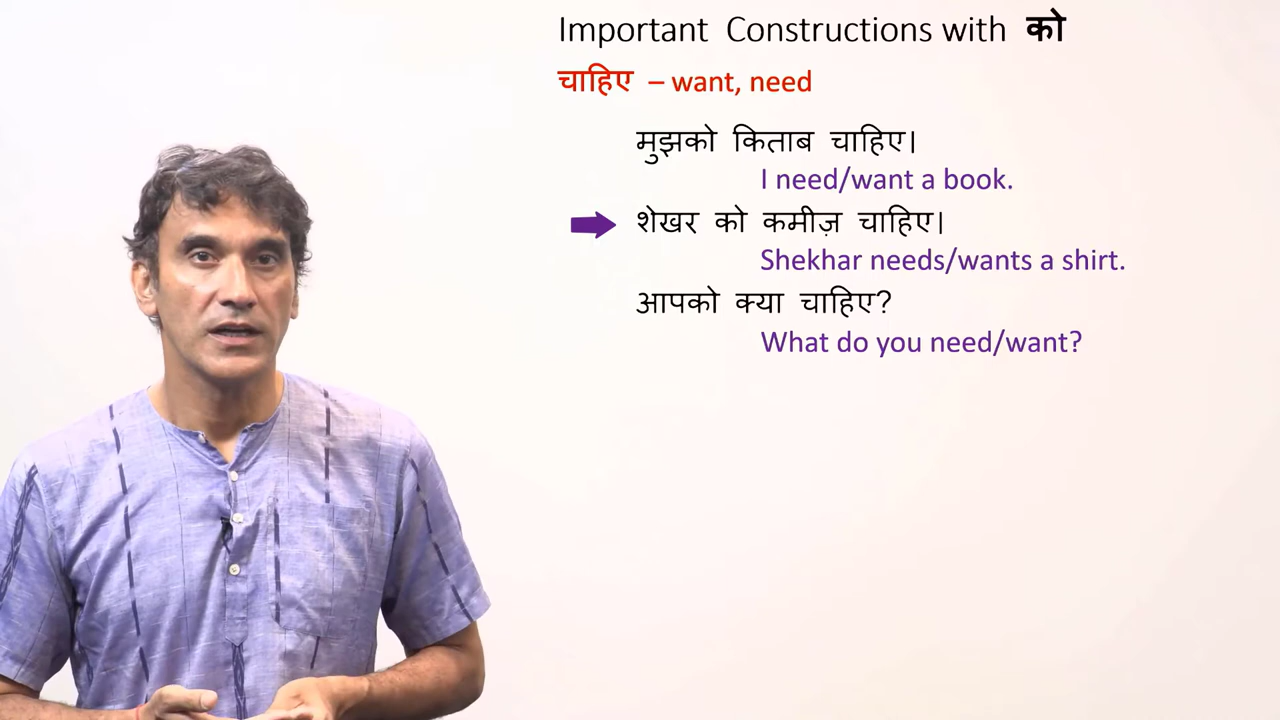 Important Constructions with को
चाहिए – want, need
मुझको किताब चाहिए।
I need/want a book.
शेखर को कमीज़ चाहिए।
Shekhar needs/wants a shirt.
आपको क्या चाहिए?
What do you need/want?